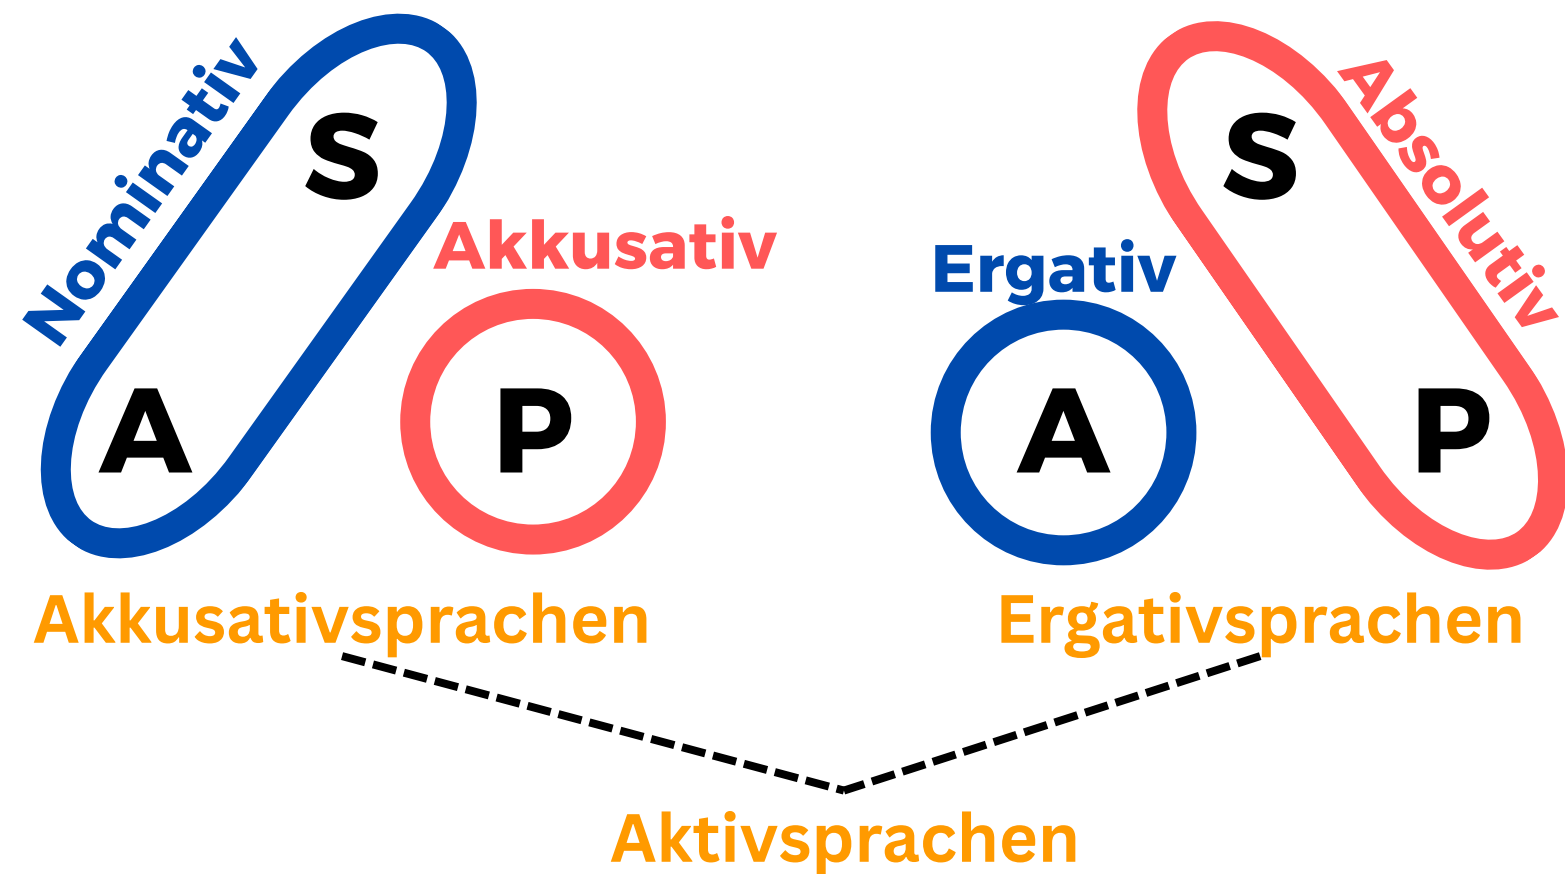 Nominativ
S
A
Akkusativ
P
Akkusativsprachen
Ergativ
A
S
P
Absolutiv
Ergativsprachen
Aktivsprachen